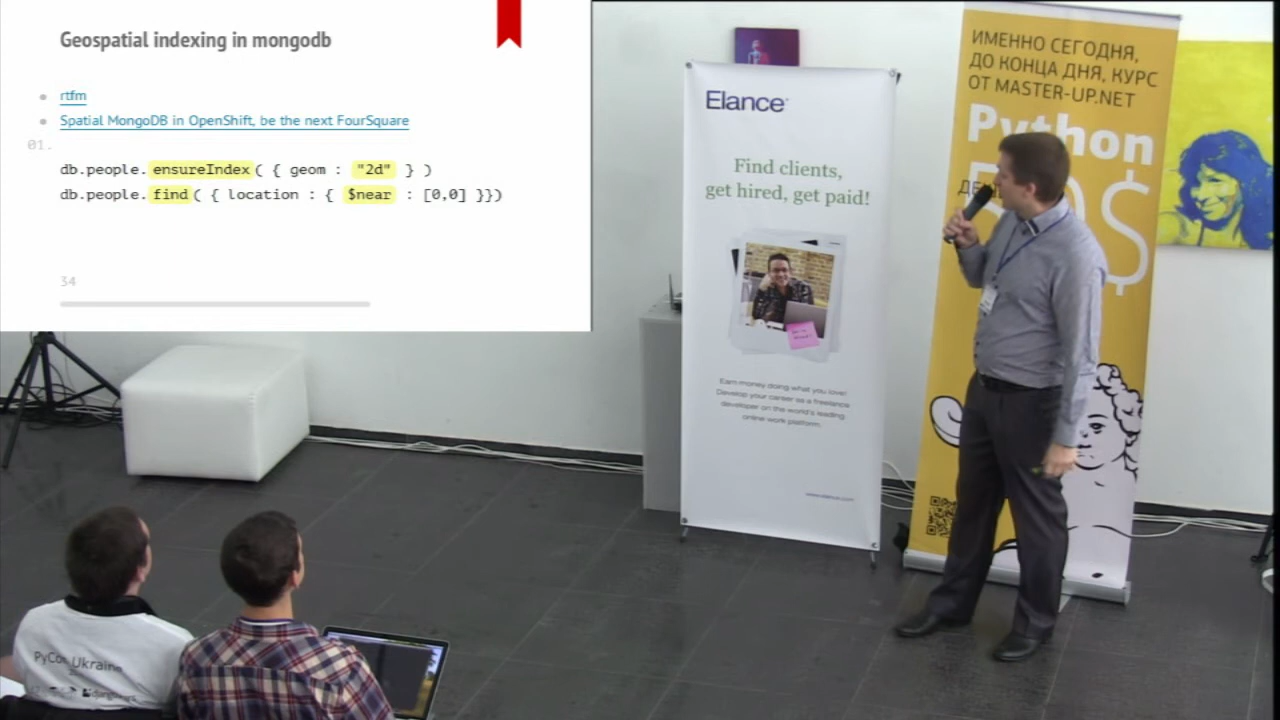 Geospatial indexing in mongodb
rtfm
Spatial MongoDB in OpenShift, be the next FourSquare
01.
db.people.ensureIndex( { geom : "2d" } )
db.people.find( { location : { $near : [0,0] }})
34
Elance
Find clients,
get hired, get paid!
Earn money doing what you love!
Develop your career as a freelance
developer on the world's leading
online work platform.
www.elance.com
ИМЕННО СЕГОДНЯ,
ДО КОНЦА ДНЯ, КУРС
ОТ MASTER-UP.NET
Python
PyCon Ukraine